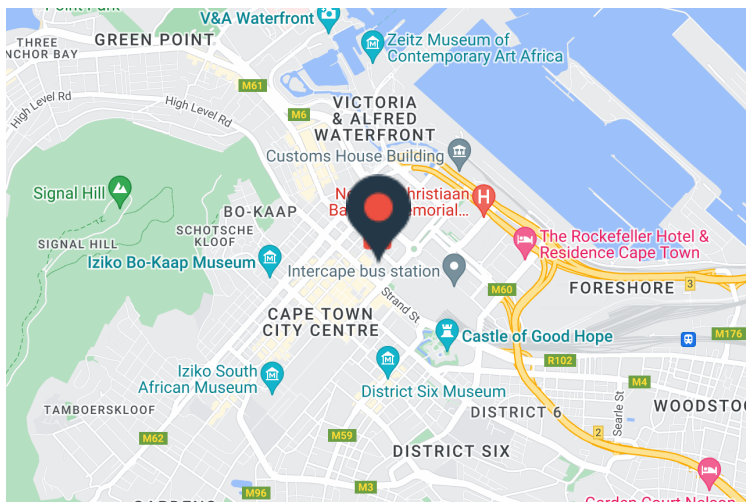 Point Park
V&A Waterfront
THREE
NCHOR BAY
GREEN POINT
Zeitz Museum of
Contemporary Art Africa
M61
High Level Rd
High Level Rd
M6
VICTORIA
& ALFRED
WATERFRONT
Customs House Building
Signal Hill
Christiaan
Memorial...
H
BO-KAAP
SCHOTSCHE
KLOOF
SIGNAL HILL
The Rockefeller Hotel &
Residence Cape Town
Iziko Bo-Kaap Museum
Intercape bus station
M60
3
FORESHORE
Strand St
CAPE TOWN
CITY CENTRE
Castle of Good Hope
M176
R102
Iziko South
African Museum
District Six Museum
M4
TAMBOERSKLOOF
DISTRICT 6
Searle St
WOODSTO
M62
M59
2
DISTRICT SIX
M3
M96